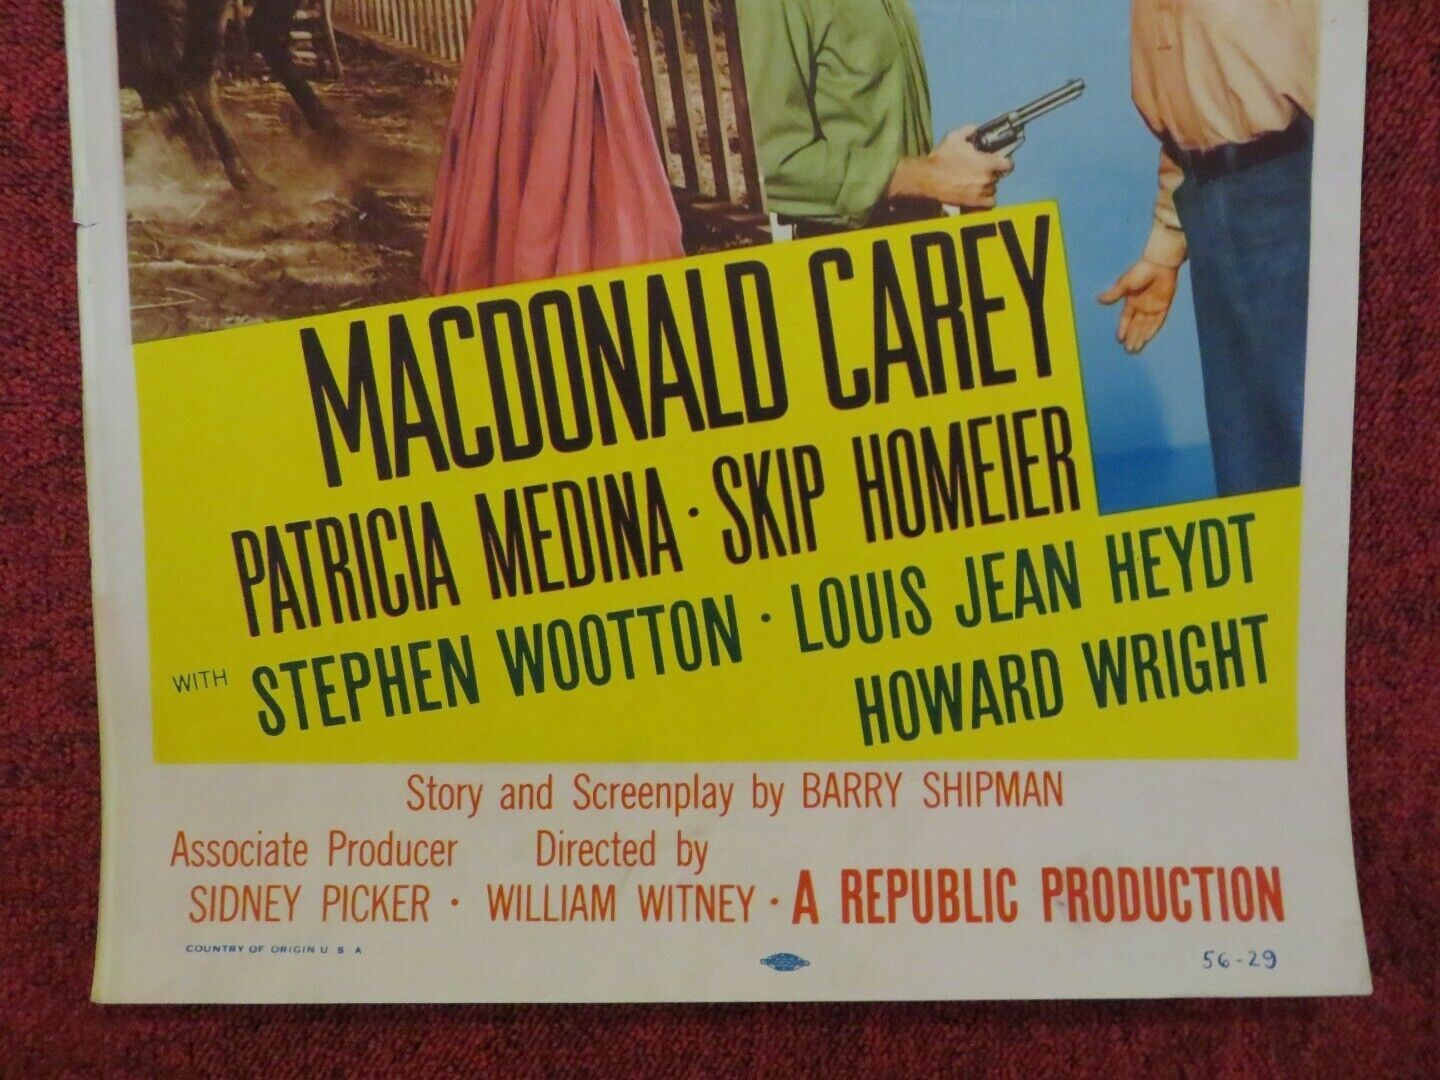 MACDONALD CAREY
PATRICIA MEDINA · SKIP HOMEIER
WITH STEPHEN WOOTTON · LOUIS JEAN HEYDT
HOWARD WRIGHT
Story and Screenplay by BARRY SHIPMAN
Associate Producer Directed by
SIDNEY PICKER · WILLIAM WITNEY · A REPUBLIC PRODUCTION
COUNTRY OF ORIGIN U S A
56-29